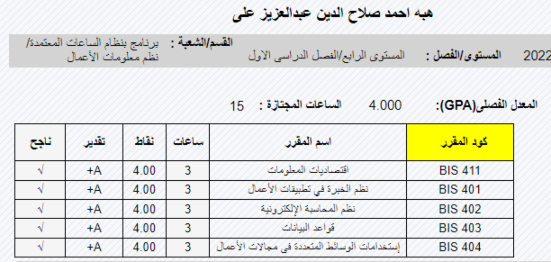 هبه احمد صلاح الدين عبدالعزيز على
2022 المستوى/الفصل : المستوى الرابع/الفصل الدراسى الاول القسم/الشعبة : برنامج بنظام الساعات المعتمدة/
نظم معلومات الأعمال
المعدل الفصلى(GPA): 4.000 الساعات المجتازة : 15
كود المقرر اسم المقرر ساعات نقاط تقدير ناجح
BIS 411 اقتصاديات المعلومات 3 4.00 A+ √
BIS 401 نظم الخبرة في تطبيقات الأعمال 3 4.00 A+ √
BIS 402 نظم المحاسبة الإلكترونية 3 4.00 A+ √
BIS 403 قواعد البيانات 3 4.00 A+ √
BIS 404 إستخدامات الوسائط المتعددة فى مجالات الأعمال 3 4.00 A+ √